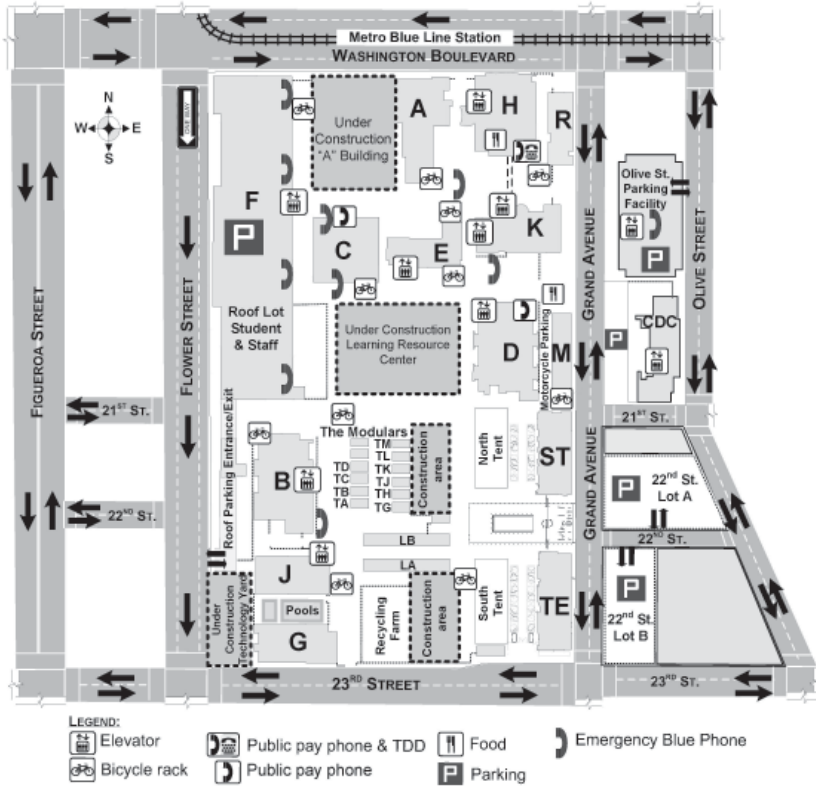 Metro Blue Line Station
WASHINGTON BOULEVARD
ONE WAY
N
W
E
S
Under
Construction
"A" Building
A
H
R
F
P
C
E
K
Olive St.
Parking
Facility
P
FIGUEROA STREET
FLOWER STREET
GRAND AVENUE
OLIVE STREET
Roof Lot
Student
& Staff
Under Construction
Learning Resource
Center
D
Motorcycle Parking
M
P
CDC
21ST ST.
21ST ST.
Roof Parking Entrance/Exit
The Modulars
TM
TL
TK
TJ
TH
TG
TD
TC
TB
TA
Construction
area
North
Tent
ST
GRAND AVENUE
B
P
22nd St.
Lot A
22ND ST.
22ND ST.
LB
LA
J
Pools
G
Under
Construction
Technology Yard
Recycling
Farm
Construction
area
South
Tent
TE
P
22nd St.
Lot B
23RD STREET
23RD ST.
LEGEND:
Elevator
Public pay phone & TDD
Food
Emergency Blue Phone
Bicycle rack
Public pay phone
P Parking